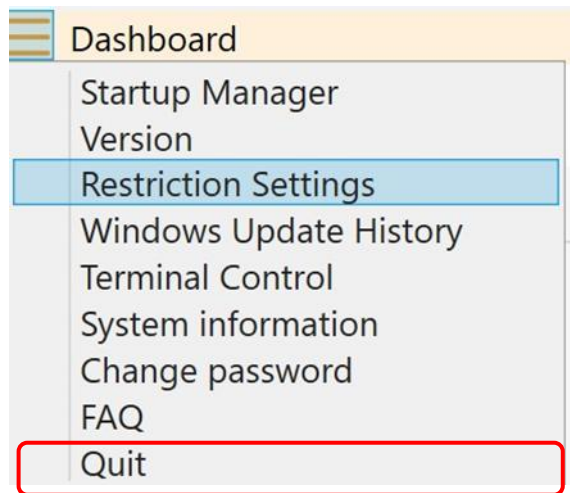 Dashboard
Startup Manager
Version
Restriction Settings
Windows Update History
Terminal Control
System information
Change password
FAQ
Quit